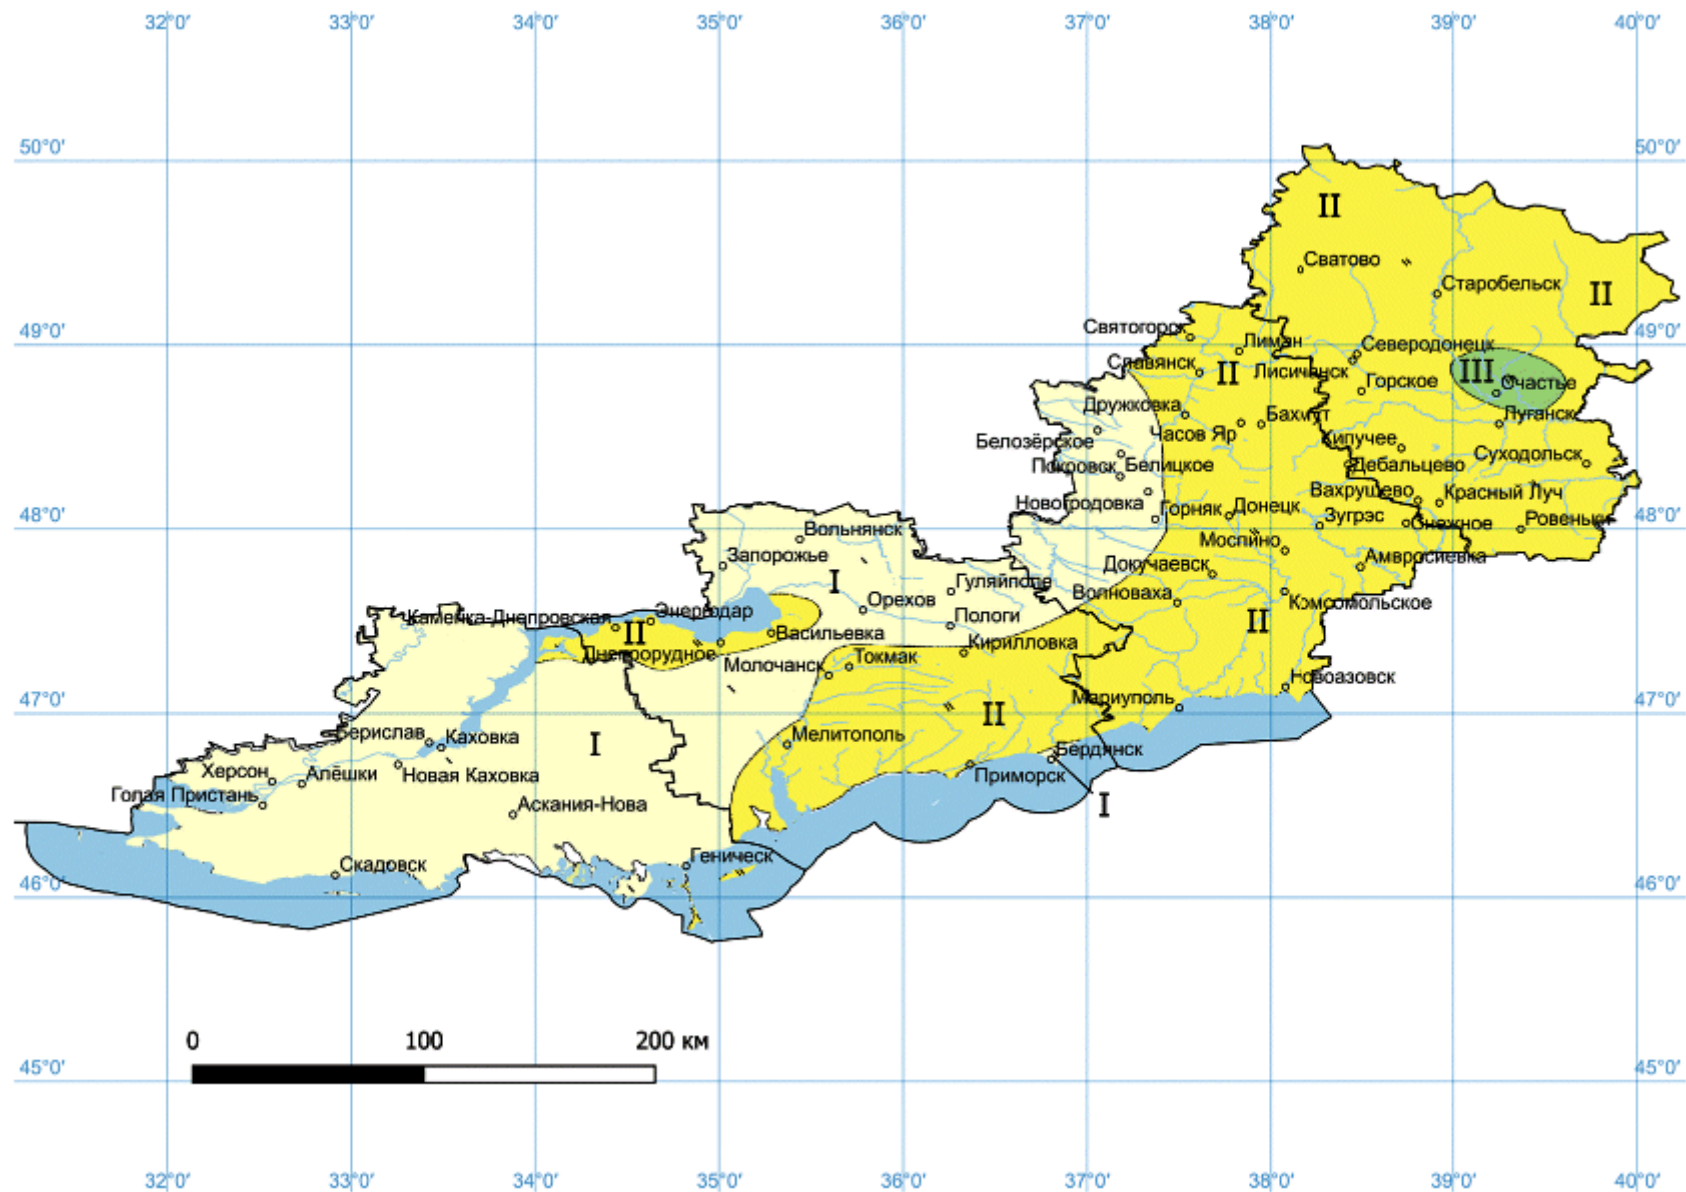 32°0' 33°0' 34°0' 35°0' 36°0' 37°0' 38°0' 39°0' 40°0'
50°0' 50°0'
II
Сватово
Старобельск
II
49°0' 49°0'
Святогорск
Лиман
Северодонецк
Славянск
II
Лисичанск
Горское
III
Счастье
Дружковка
Бахмут
Луганск
Часов Яр
Белозёрское
Кипучее
Суходольск
Покровск
Белицкое
Дебальцево
Вахрушево
Красный Луч
Новогродовка
Горняк
Донецк
Зугрэс
Снежное
Ровеньки
48°0' 48°0'
Вольнянск
Моспино
Запорожье
Докучаевск
Амвросиевка
I
Гуляйполе
Волноваха
Орехов
Комсомольское
Каменка-Днепровская
Энергодар
Пологи
II
Васильевка
II
Днепрорудное
Кирилловка
Молочанск
Токмак
Новоазовск
47°0' 47°0'
Мариуполь
II
Берислав
Каховка
I
Мелитополь
Бердянск
Херсон
Алёшки
Новая Каховка
Приморск
Голая Пристань
Аскания-Нова
I
Скадовск
Геническ
46°0' 46°0'
0 100 200 км
45°0' 45°0'
32°0' 33°0' 34°0' 35°0' 36°0' 37°0' 38°0' 39°0' 40°0'